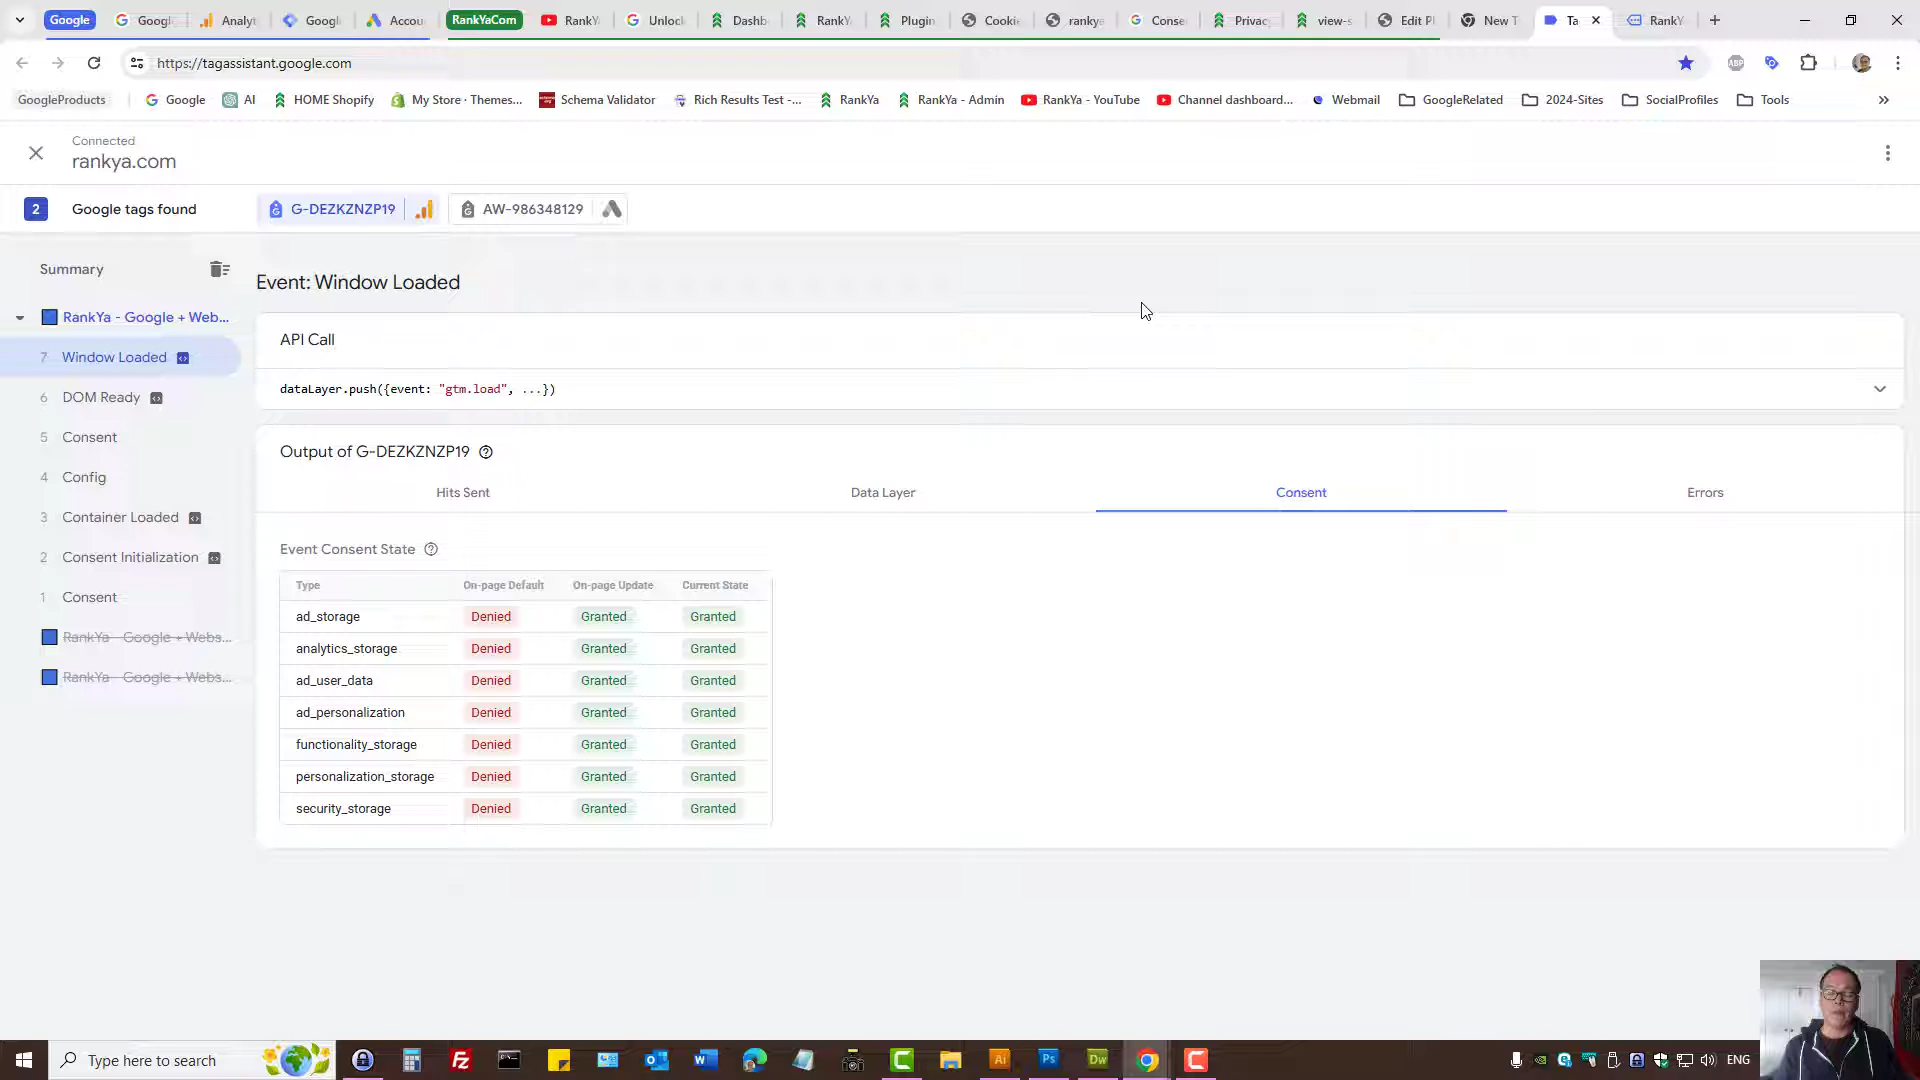 Google
Googl
Analyt
Googl
Accou
RankYaCom
RankY
Unloc
Dashb
RankY
Plugin
Cookie
rankye
Conse
Privac
view-s
Edit P
New T
Ta
RankY
https://tagassistant.google.com
GoogleProducts
Google
AI
HOME Shopify
My Store · Themes...
Schema Validator
Rich Results Test -...
RankYa
RankYa - Admin
RankYa - YouTube
Channel dashboard...
Webmail
GoogleRelated
2024-Sites
SocialProfiles
Tools
Connected
rankya.com
2 Google tags found
G-DEZKZNZP19
AW-986348129
Summary
RankYa - Google + Web...
7 Window Loaded
6 DOM Ready
5 Consent
4 Config
3 Container Loaded
2 Consent Initialization
1 Consent
RankYa - Google + Webs...
RankYa - Google + Webs...
Event: Window Loaded
API Call
dataLayer.push({event: "gtm.load", ...})
Output of G-DEZKZNZP19
Hits Sent Data Layer Consent Errors
Event Consent State
Type On-page Default On-page Update Current State
ad_storage Denied Granted Granted
analytics_storage Denied Granted Granted
ad_user_data Denied Granted Granted
ad_personalization Denied Granted Granted
functionality_storage Denied Granted Granted
personalization_storage Denied Granted Granted
security_storage Denied Granted Granted
Type here to search
Ai
Ps
Dw
ENG